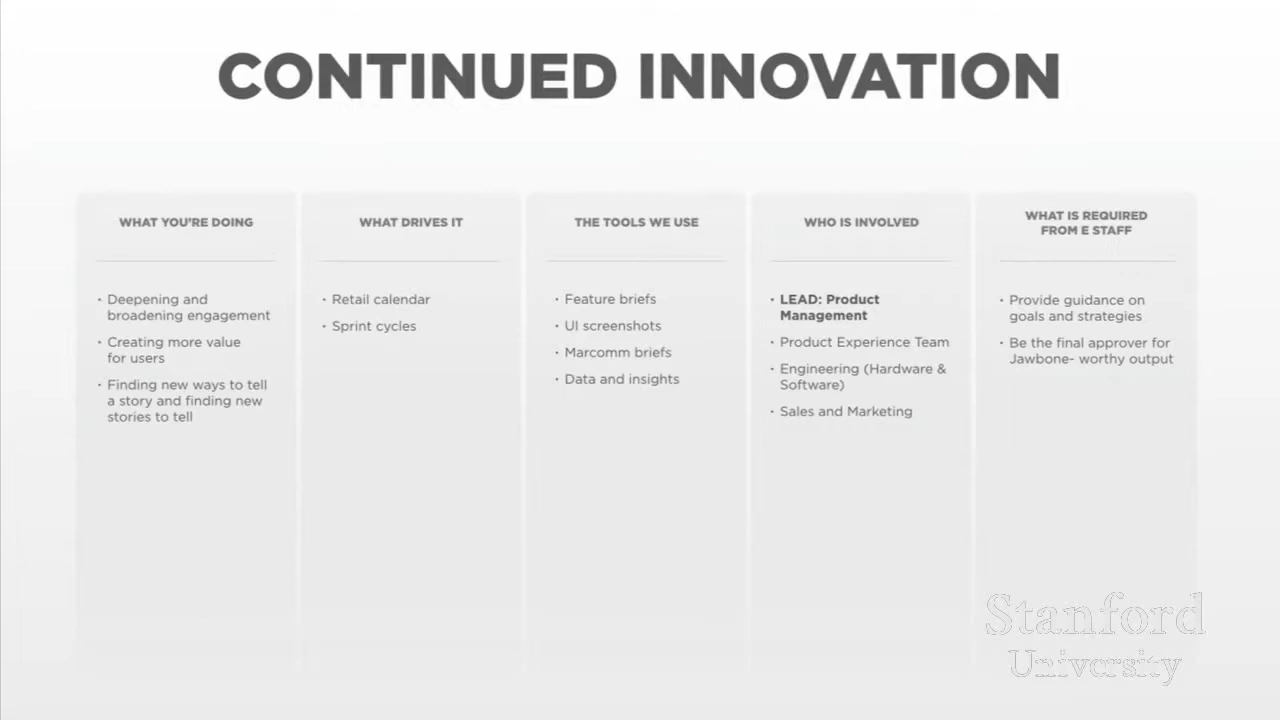 CONTINUED INNOVATION
WHAT YOU'RE DOING
• Deepening and
broadening engagement
• Creating more value
for users
• Finding new ways to tell
a story and finding new
stories to tell
WHAT DRIVES IT
• Retail calendar
• Sprint cycles
THE TOOLS WE USE
• Feature briefs
• UI screenshots
• Marcomm briefs
• Data and insights
WHO IS INVOLVED
• LEAD: Product
Management
• Product Experience Team
• Engineering (Hardware &
Software)
• Sales and Marketing
WHAT IS REQUIRED
FROM E STAFF
• Provide guidance on
goals and strategies
• Be the final approver for
Jawbone- worthy output
Stanford
University